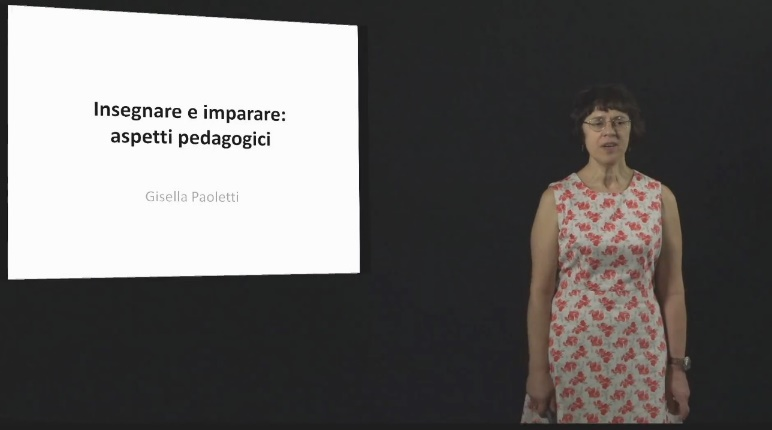 Insegnare e imparare:
aspetti pedagogici
Gisella Paoletti